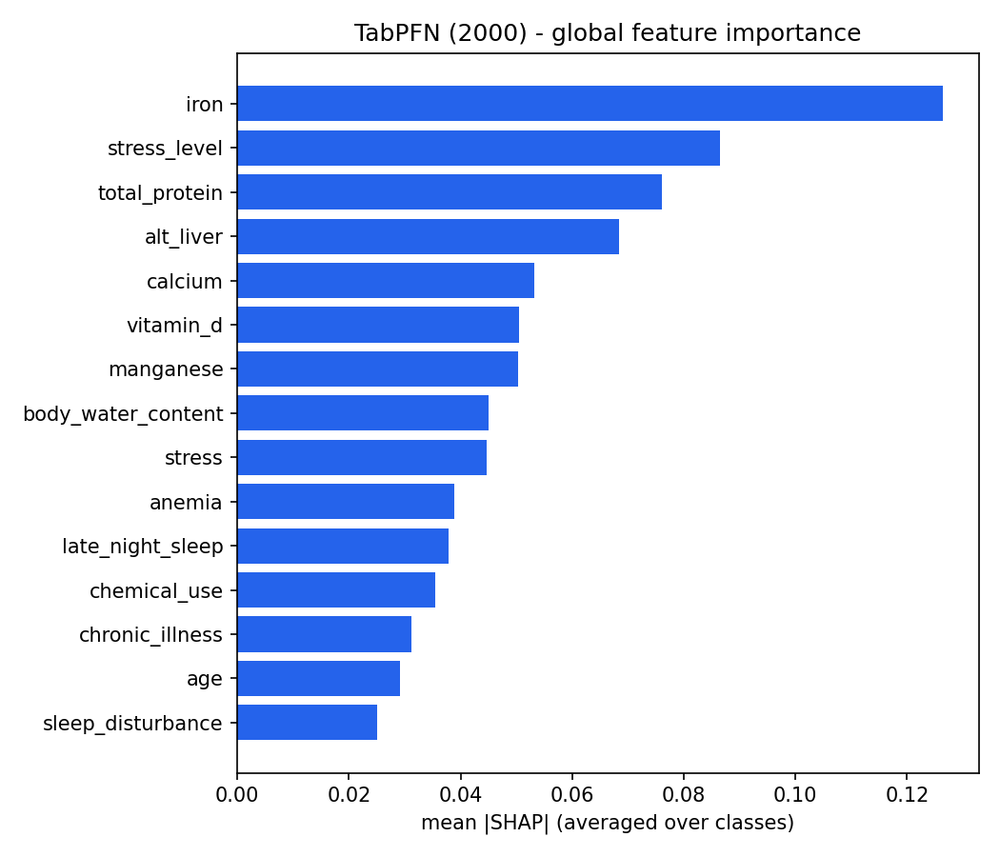 TabPFN (2000) - global feature importance
iron
stress_level
total_protein
alt_liver
calcium
vitamin_d
manganese
body_water_content
stress
anemia
late_night_sleep
chemical_use
chronic_illness
age
sleep_disturbance
0.00 0.02 0.04 0.06 0.08 0.10 0.12
mean |SHAP| (averaged over classes)